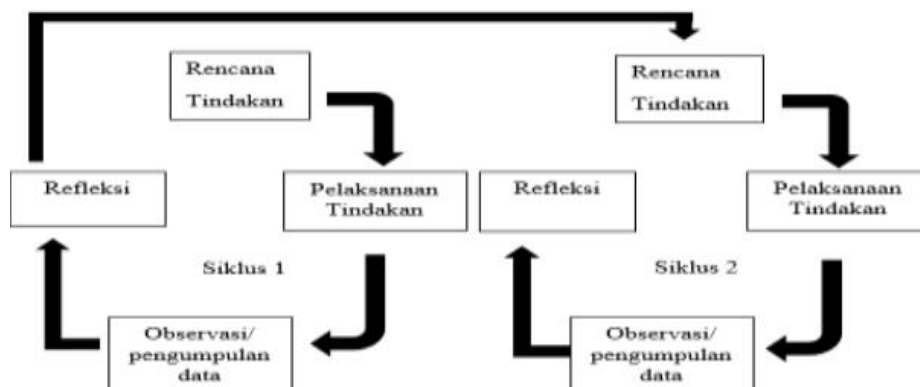 Rencana
Tindakan
Rencana
Tindakan
Refleksi
Pelaksanaan
Tindakan
Refleksi
Pelaksanaan
Tindakan
Siklus 1
Siklus 2
Observasi/
pengumpulan
data
Observasi/
pengumpulan
data